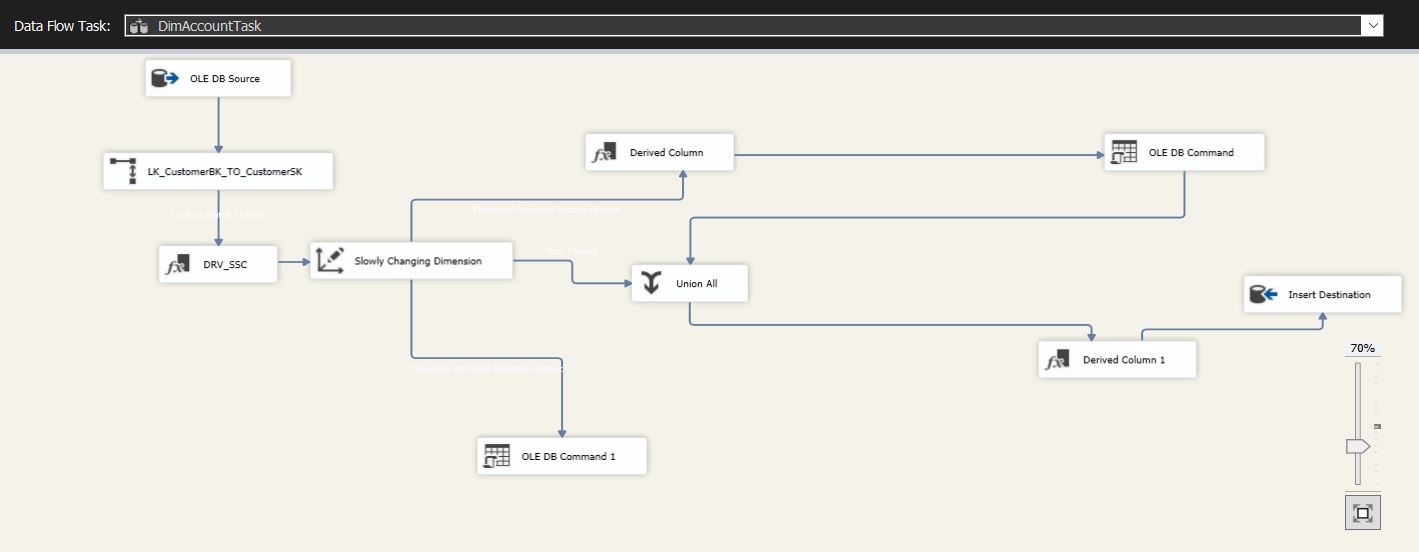 Data Flow Task: DimAccountTask
OLE DB Source
LK_CustomerBK_TO_CustomerSK
Lookup Match Output
DRV_SSC
Slowly Changing Dimension
Historical Attribute Inserts Output
Derived Column
OLE DB Command
New Output
Union All
Insert Destination
Derived Column 1
70%
Changing Attribute Updates Output
OLE DB Command 1